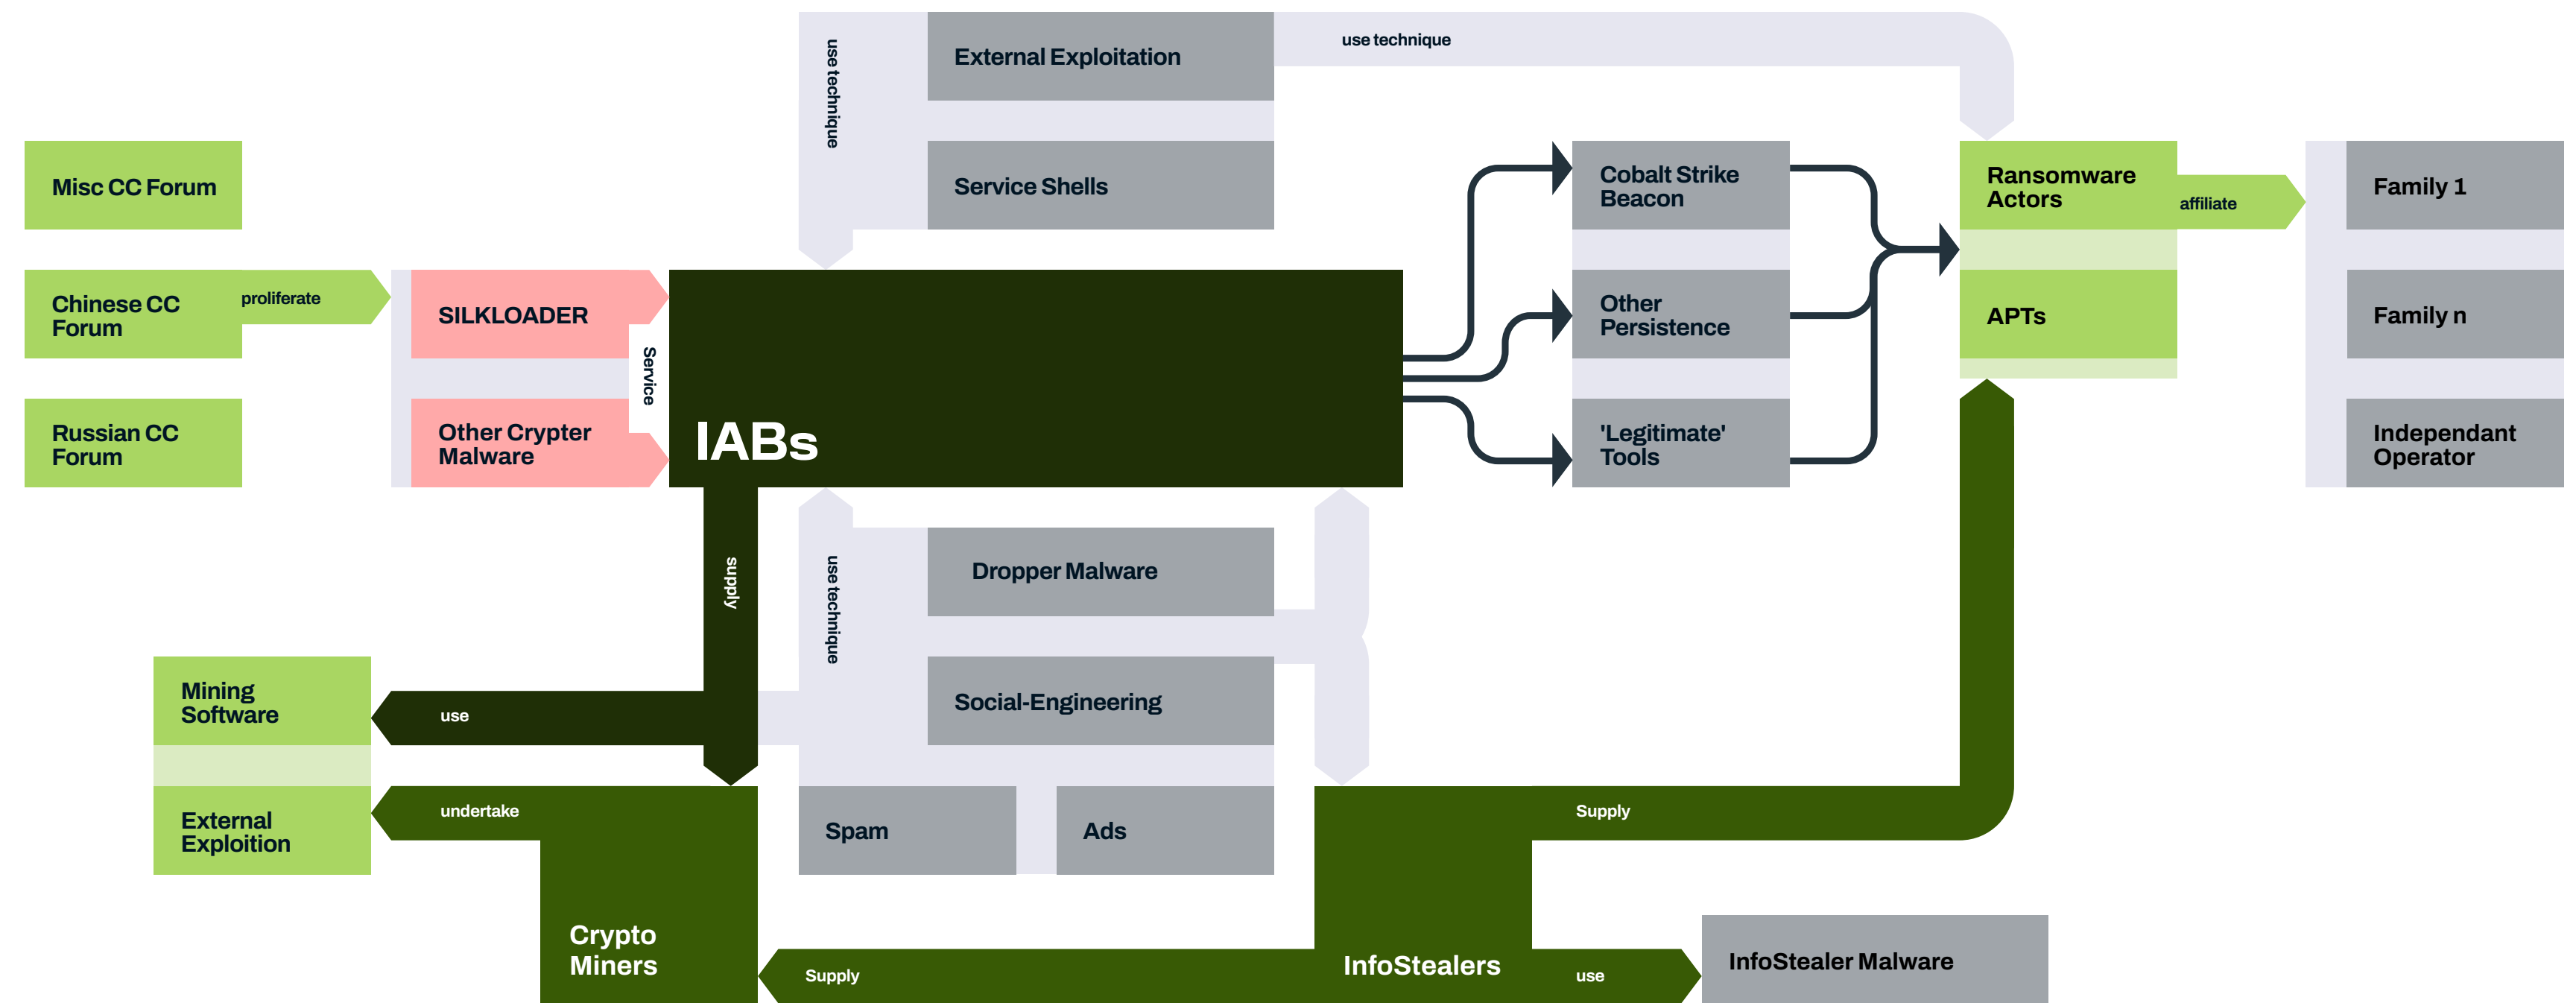 use technique
External Exploitation
use technique
Service Shells
Misc CC Forum
Chinese CC
Forum
proliferate
Russian CC
Forum
SILKLOADER
Service
Other Crypter
Malware
IABs
Cobalt Strike
Beacon
Other
Persistence
'Legitimate'
Tools
Ransomware
Actors
affiliate
APTs
Family 1
Family n
Independant
Operator
supply
use technique
Dropper Malware
Social-Engineering
Spam
Ads
Mining
Software
use
External
Exploition
undertake
Crypto
Miners
Supply
InfoStealers
Supply
use
InfoStealer Malware